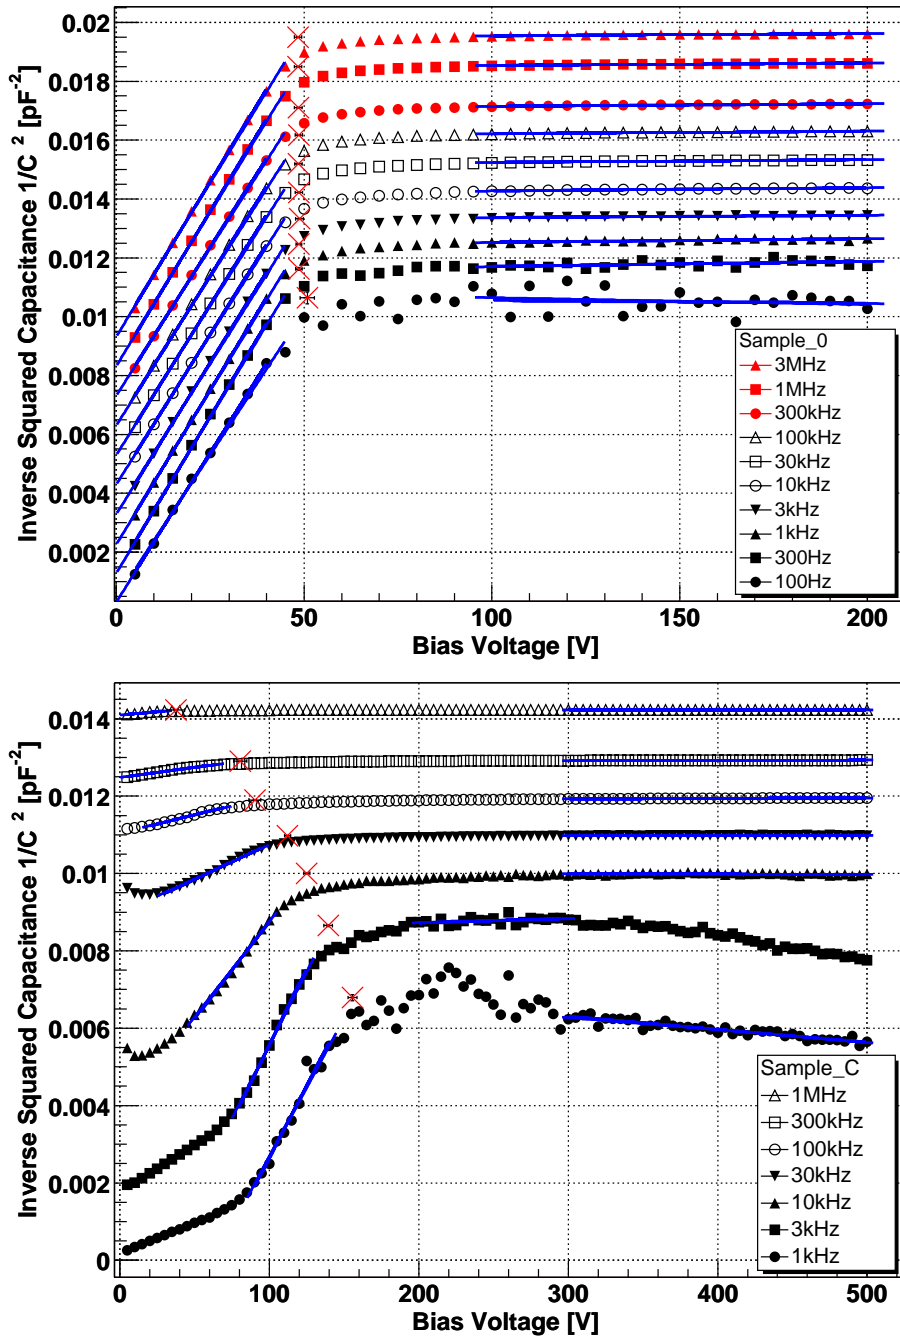 Inverse Squared Capacitance 1/C ² [pF⁻²]
0.02
0.018
0.016
0.014
0.012
0.01
0.008
0.006
0.004
0.002
Sample_0
3MHz
1MHz
300kHz
100kHz
30kHz
10kHz
3kHz
1kHz
300Hz
100Hz
0 50 100 150 200
Bias Voltage [V]
Inverse Squared Capacitance 1/C ² [pF⁻²]
0.014
0.012
0.01
0.008
0.006
0.004
0.002
0
Sample_C
1MHz
300kHz
100kHz
30kHz
10kHz
3kHz
1kHz
0 100 200 300 400 500
Bias Voltage [V]